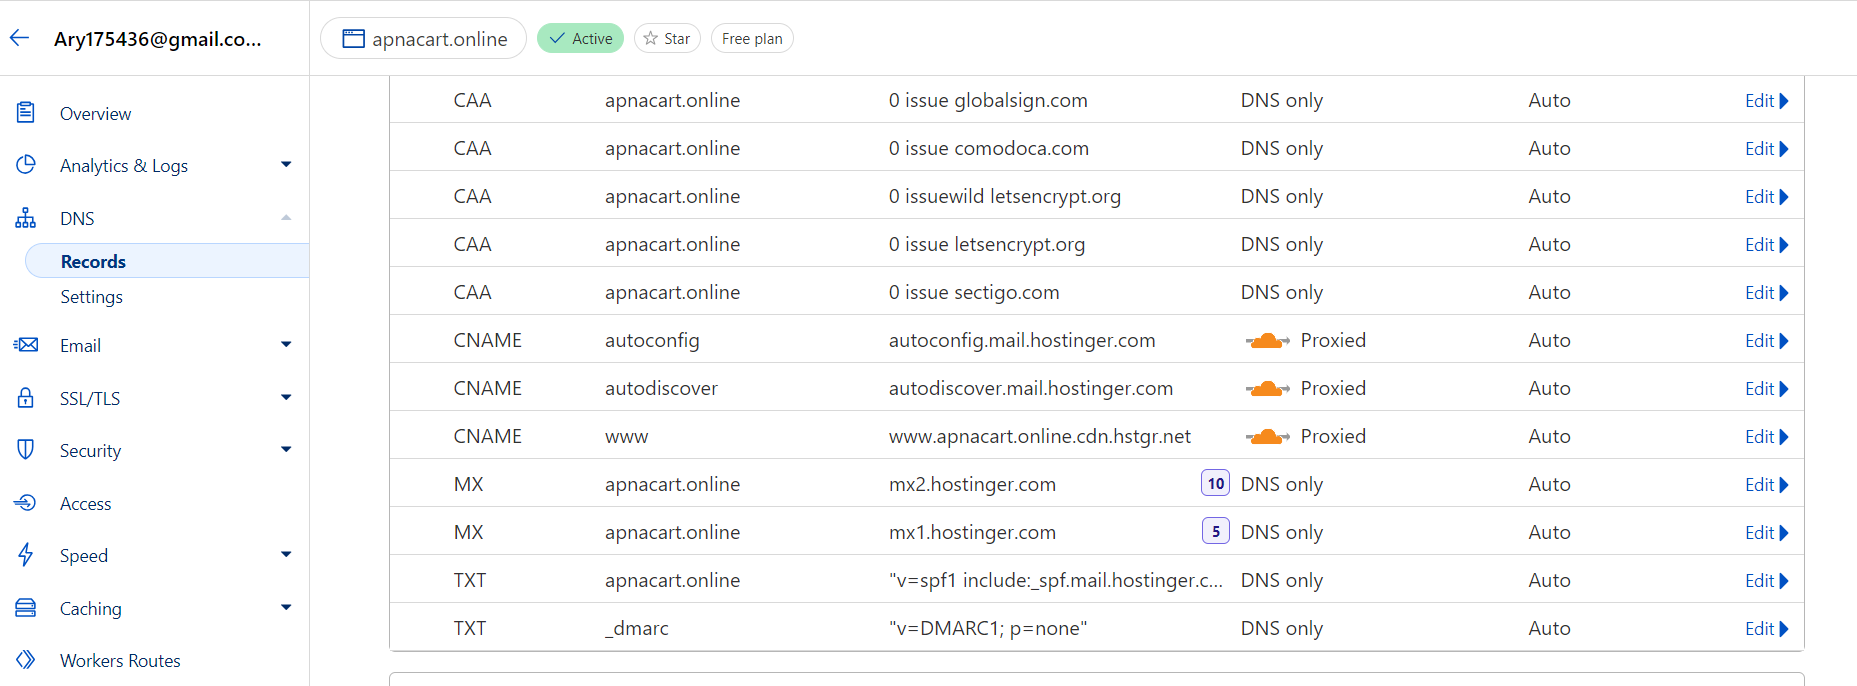 Ary175436@gmail.co...
apnacart.online
Active
Star
Free plan
Overview
Analytics & Logs
DNS
Records
Settings
Email
SSL/TLS
Security
Access
Speed
Caching
Workers Routes
CAA apnacart.online 0 issue globalsign.com DNS only Auto Edit
CAA apnacart.online 0 issue comodoca.com DNS only Auto Edit
CAA apnacart.online 0 issuewild letsencrypt.org DNS only Auto Edit
CAA apnacart.online 0 issue letsencrypt.org DNS only Auto Edit
CAA apnacart.online 0 issue sectigo.com DNS only Auto Edit
CNAME autoconfig autoconfig.mail.hostinger.com Proxied Auto Edit
CNAME autodiscover autodiscover.mail.hostinger.com Proxied Auto Edit
CNAME www www.apnacart.online.cdn.hstgr.net Proxied Auto Edit
MX apnacart.online mx2.hostinger.com 10 DNS only Auto Edit
MX apnacart.online mx1.hostinger.com 5 DNS only Auto Edit
TXT apnacart.online "v=spf1 include:_spf.mail.hostinger.c... DNS only Auto Edit
TXT _dmarc "v=DMARC1; p=none" DNS only Auto Edit